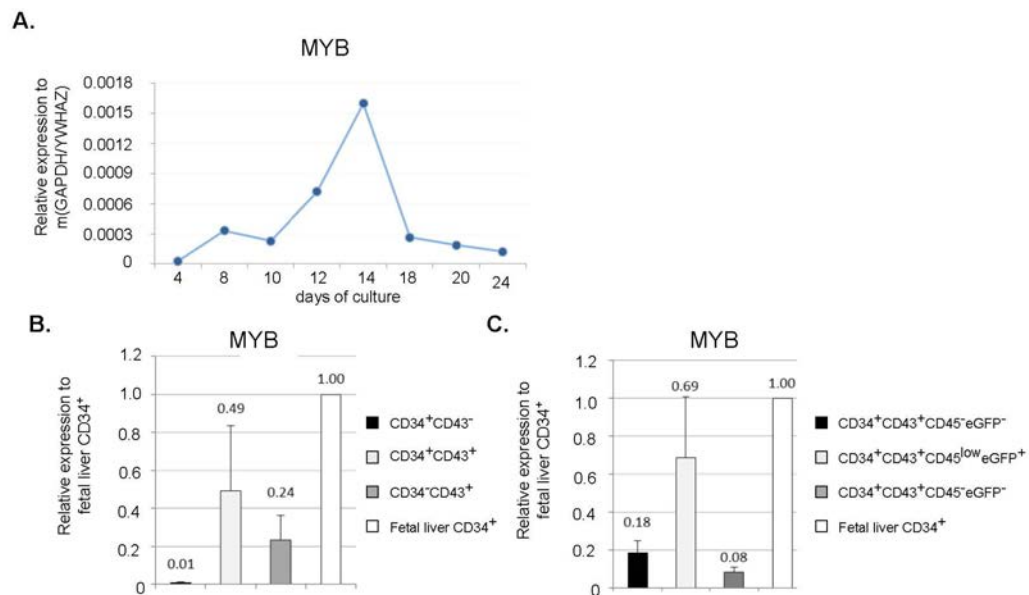 A.
MYB
Relative expression to
m(GAPDH/YWHAZ)
0.0018
0.0015
0.0012
0.0009
0.0006
0.0003
0
4 8 10 12 14 18 20 24
days of culture
B.
MYB
Relative expression to
fetal liver CD34⁺
1.2
1.0
0.8
0.6
0.4
0.2
0
0.01
0.49
0.24
1.00
CD34⁺CD43⁻
CD34⁺CD43⁺
CD34⁻CD43⁺
Fetal liver CD34⁺
C.
MYB
Relative expression to
fetal liver CD34⁺
1.2
1.0
0.8
0.6
0.4
0.2
0
0.18
0.69
0.08
1.00
CD34⁺CD43⁺CD45⁻eGFP⁻
CD34⁺CD43⁺CD45ˡᵒʷeGFP⁺
CD34⁺CD43⁺CD45⁻eGFP⁻
Fetal liver CD34⁺